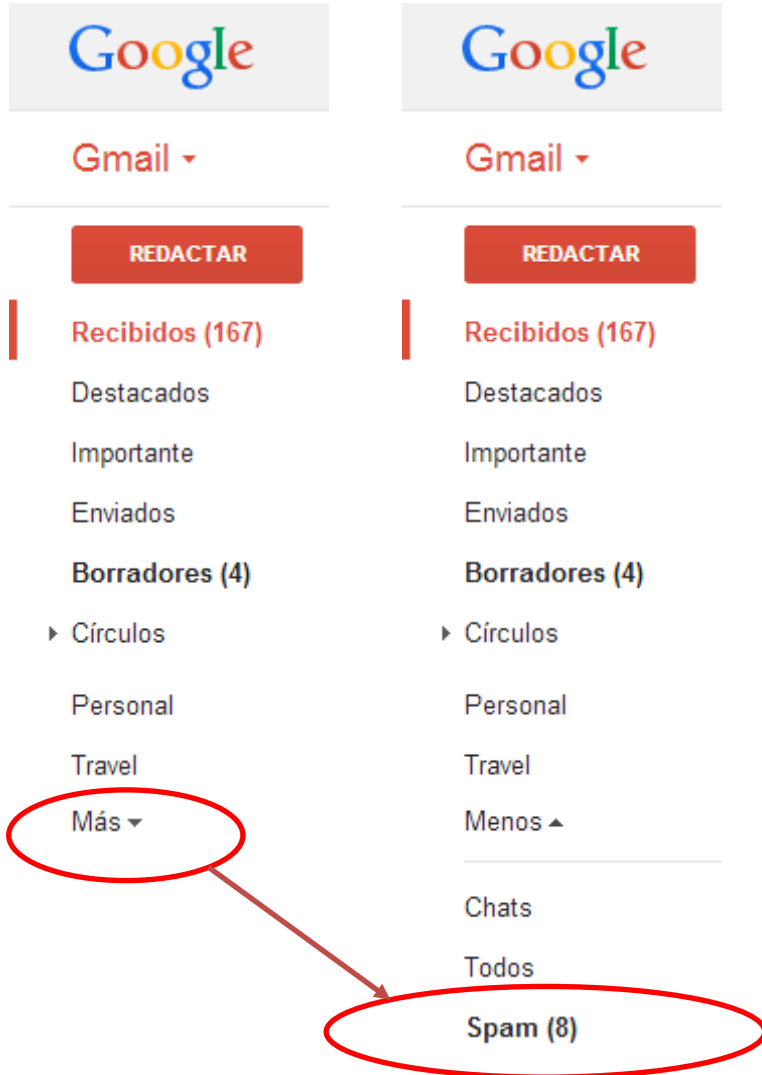 Google
Gmail
REDACTAR
Recibidos (167)
Destacados
Importante
Enviados
Borradores (4)
Círculos
Personal
Travel
Más
Google
Gmail
REDACTAR
Recibidos (167)
Destacados
Importante
Enviados
Borradores (4)
Círculos
Personal
Travel
Menos
Chats
Todos
Spam (8)